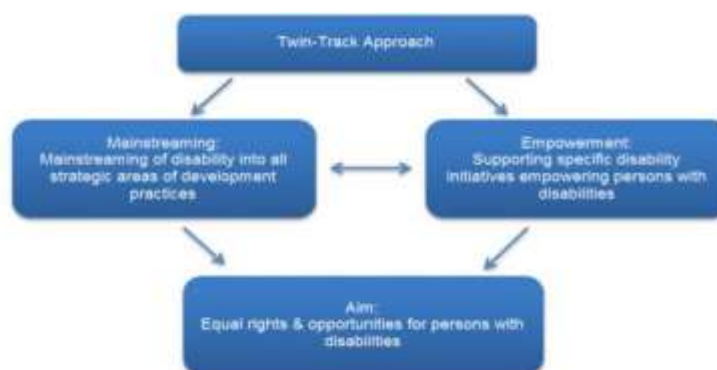 Twin-Track Approach
Mainstreaming:
Mainstreaming of disability into all
strategic areas of development
practices
Empowerment:
Supporting specific disability
initiatives empowering persons with
disabilities
Aim:
Equal rights & opportunities for persons with
disabilities